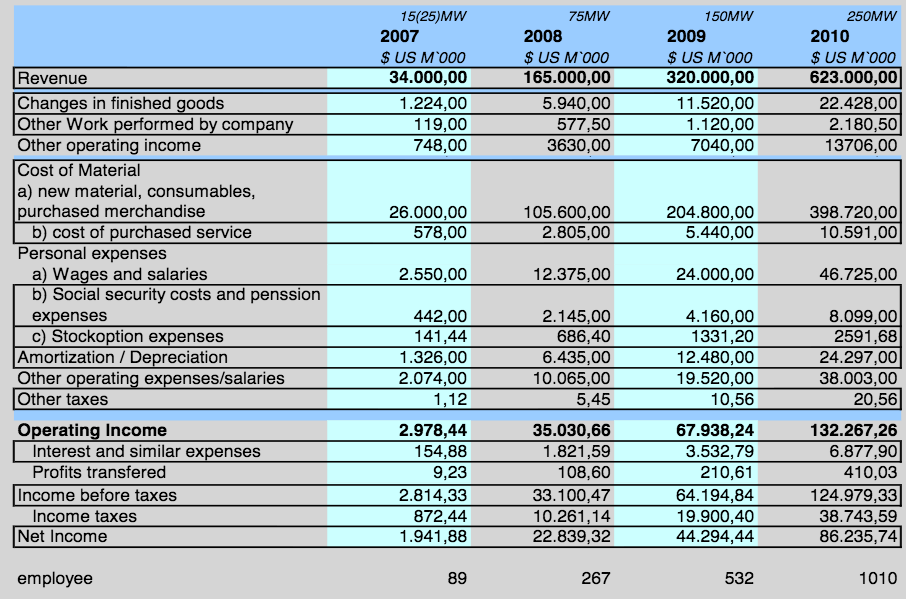 15(25)MW 75MW 150MW 250MW
2007 2008 2009 2010
$ US M`000 $ US M`000 $ US M`000 $ US M`000
Revenue 34.000,00 165.000,00 320.000,00 623.000,00
Changes in finished goods 1.224,00 5.940,00 11.520,00 22.428,00
Other Work performed by company 119,00 577,50 1.120,00 2.180,50
Other operating income 748,00 3630,00 7040,00 13706,00
Cost of Material
a) new material, consumables,
purchased merchandise 26.000,00 105.600,00 204.800,00 398.720,00
b) cost of purchased service 578,00 2.805,00 5.440,00 10.591,00
Personal expenses
a) Wages and salaries 2.550,00 12.375,00 24.000,00 46.725,00
b) Social security costs and penssion
expenses 442,00 2.145,00 4.160,00 8.099,00
c) Stockoption expenses 141,44 686,40 1331,20 2591,68
Amortization / Depreciation 1.326,00 6.435,00 12.480,00 24.297,00
Other operating expenses/salaries 2.074,00 10.065,00 19.520,00 38.003,00
Other taxes 1,12 5,45 10,56 20,56
Operating Income 2.978,44 35.030,66 67.938,24 132.267,26
Interest and similar expenses 154,88 1.821,59 3.532,79 6.877,90
Profits transfered 9,23 108,60 210,61 410,03
Income before taxes 2.814,33 33.100,47 64.194,84 124.979,33
Income taxes 872,44 10.261,14 19.900,40 38.743,59
Net Income 1.941,88 22.839,32 44.294,44 86.235,74
employee 89 267 532 1010